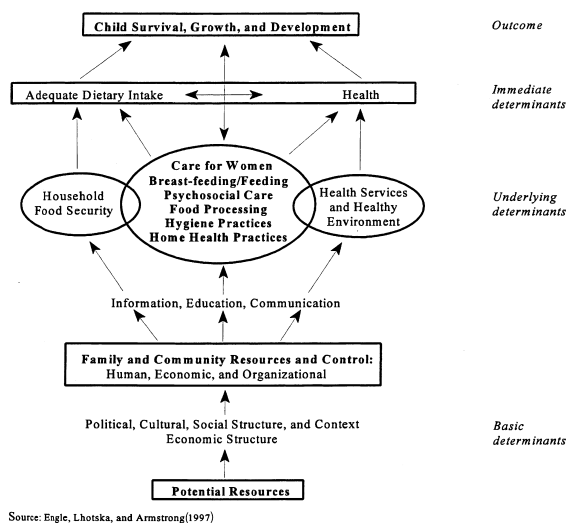 Child Survival, Growth, and Development
Outcome
Adequate Dietary Intake
Health
Immediate
determinants
Care for Women
Breast-feeding/Feeding
Psychosocial Care
Food Processing
Hygiene Practices
Home Health Practices
Household
Food Security
Health Services
and Healthy
Environment
Underlying
determinants
Information, Education, Communication
Family and Community Resources and Control:
Human, Economic, and Organizational
Political, Cultural, Social Structure, and Context
Economic Structure
Basic
determinants
Potential Resources
Source: Engle, Lhotska, and Armstrong(1997)